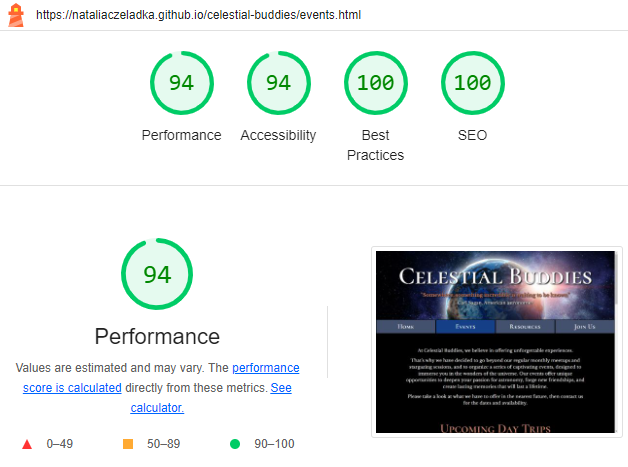 https://nataliaczeladka.github.io/celestial-buddies/events.html
94
94
100
100
Performance
Accessibility
Best
Practices
SEO
94
Performance
Values are estimated and may vary. The performance
score is calculated directly from these metrics. See
calculator.
0–49
50–89
90–100
CELESTIAL BUDDIES
"Somewhere, something incredible is waiting to be known"
HOME
EVENTS
RESOURCES
JOIN US
At Celestial Buddies, we believe in offering unforgettable experiences.
That's why we have decided to go beyond our regular monthly meetups and
stargazing sessions, and re-organize a series of captivating events, designed to
immerse you in the wonders of the universe. Our events offer unique
opportunities to deepen your passion for astronomy, forge new friendships, and
create lasting memories that will last a lifetime.
Please take a look at what we have to offer in the nearest future, then contact us
for the dates and availability.
UPCOMING DAY TRIPS